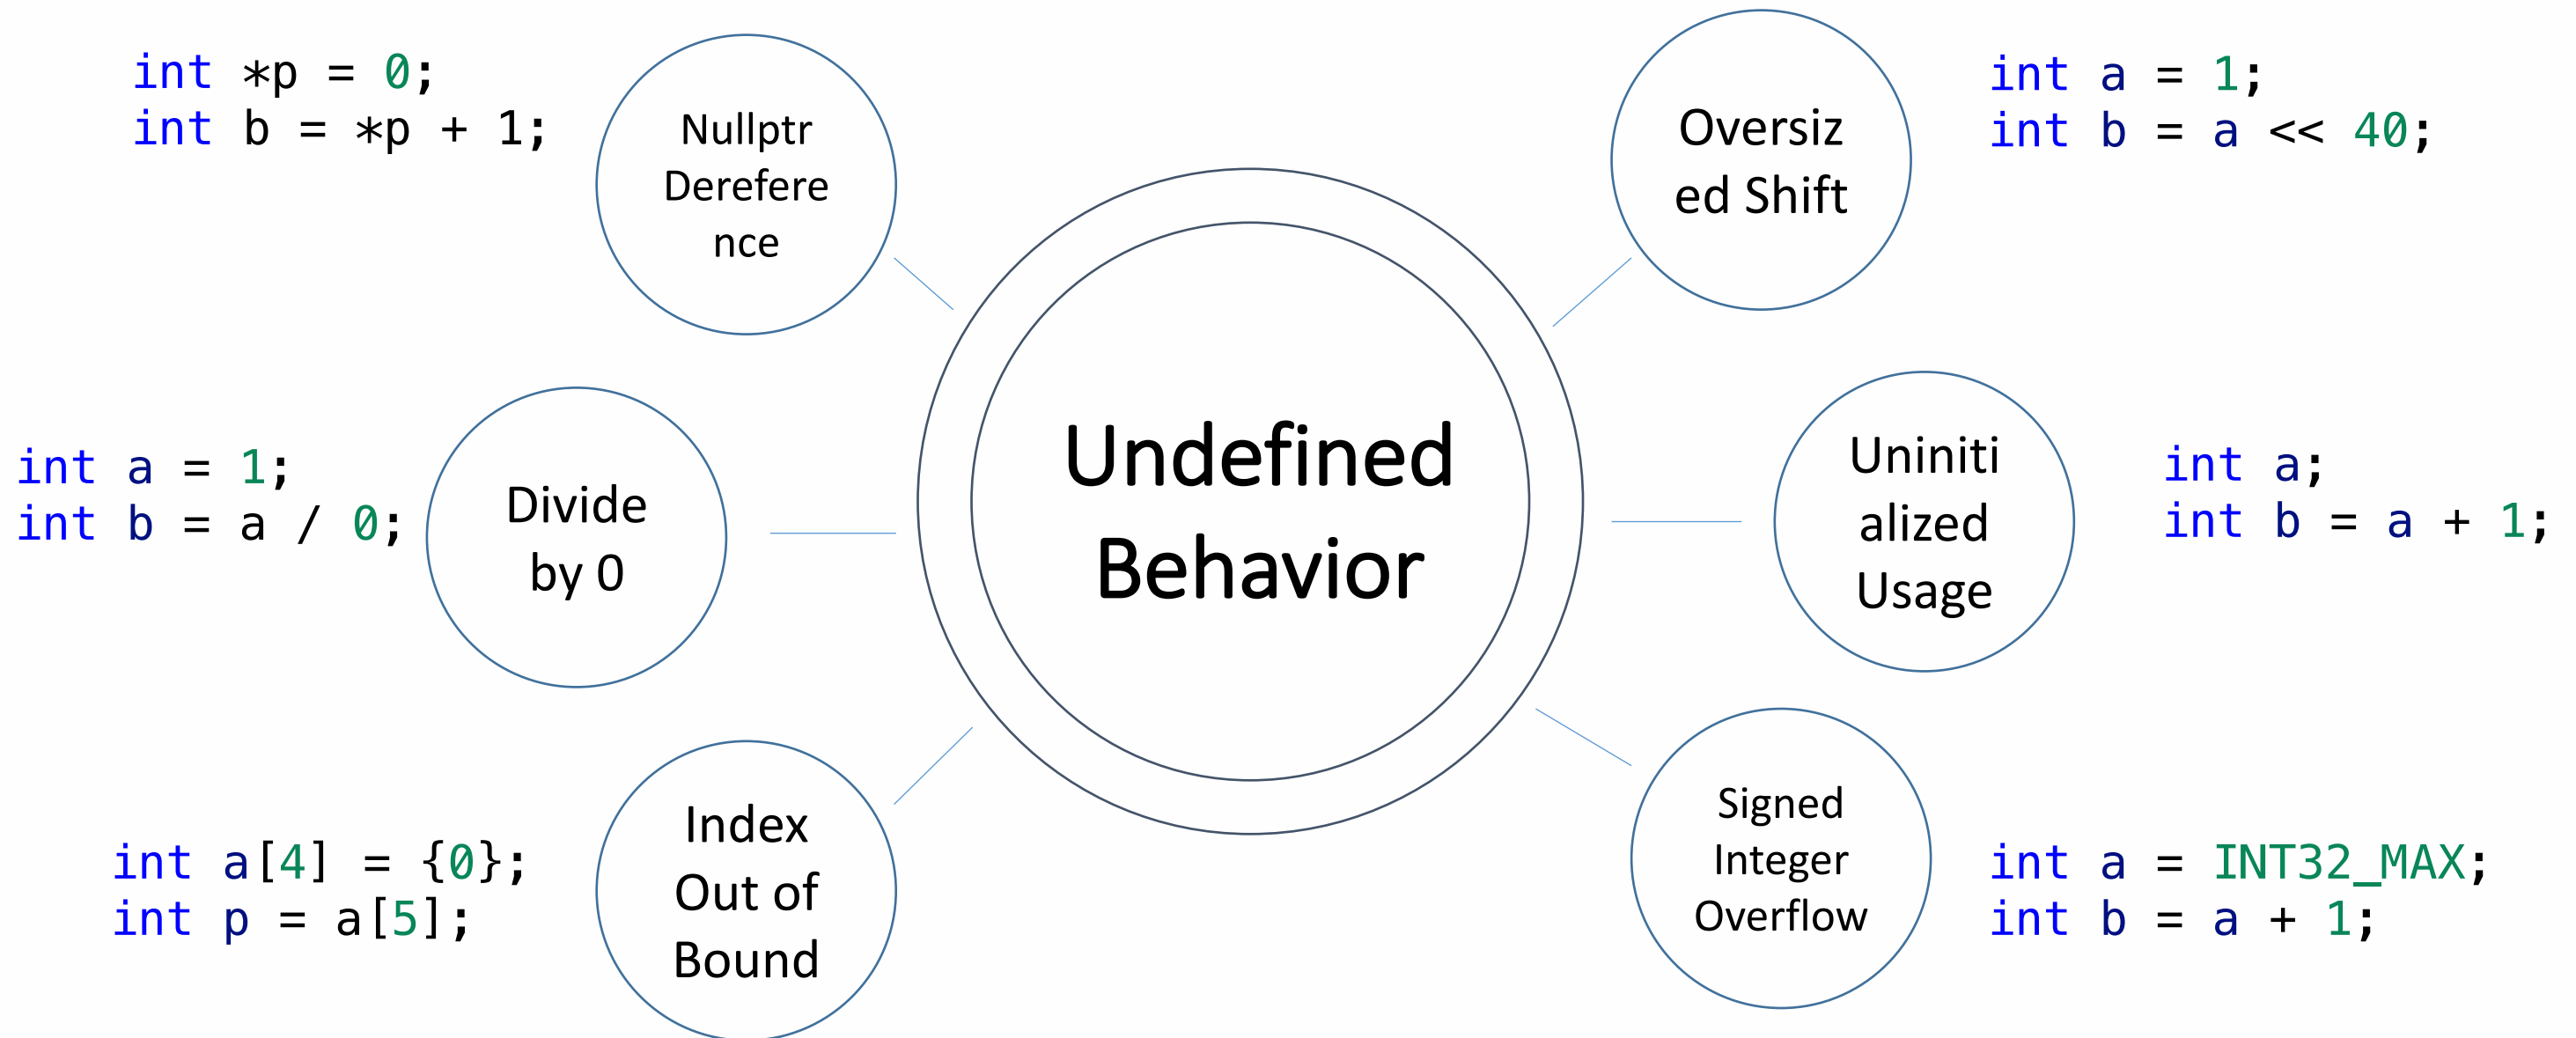 int *p = 0;
int b = *p + 1;
Nullptr
Derefere
nce
Oversiz
ed Shift
int a = 1;
int b = a << 40;
int a = 1;
int b = a / 0;
Divide
by 0
Undefined
Behavior
Uniniti
alized
Usage
int a;
int b = a + 1;
int a[4] = {0};
int p = a[5];
Index
Out of
Bound
Signed
Integer
Overflow
int a = INT32_MAX;
int b = a + 1;